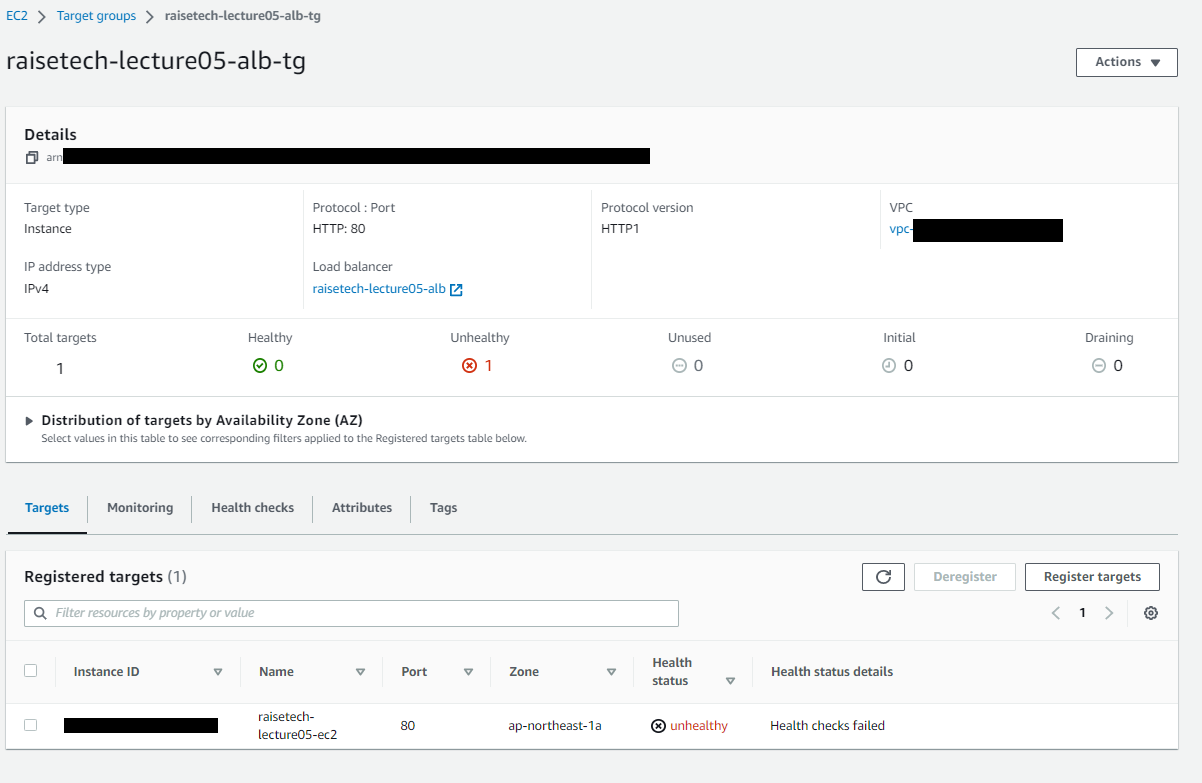 EC2 > Target groups > raisetech-lecture05-alb-tg
raisetech-lecture05-alb-tg
Actions
Details
arn
Target type
Instance
Protocol : Port
HTTP: 80
Protocol version
HTTP1
VPC
vpc-
IP address type
IPv4
Load balancer
raisetech-lecture05-alb
Total targets
1
Healthy
0
Unhealthy
1
Unused
0
Initial
0
Draining
0
Distribution of targets by Availability Zone (AZ)
Select values in this table to see corresponding filters applied to the Registered targets table below.
Targets
Monitoring
Health checks
Attributes
Tags
Registered targets (1)
Deregister
Register targets
Filter resources by property or value
1
Instance ID
Name
Port
Zone
Health
status
Health status details
raisetech-
lecture05-ec2
80
ap-northeast-1a
unhealthy
Health checks failed